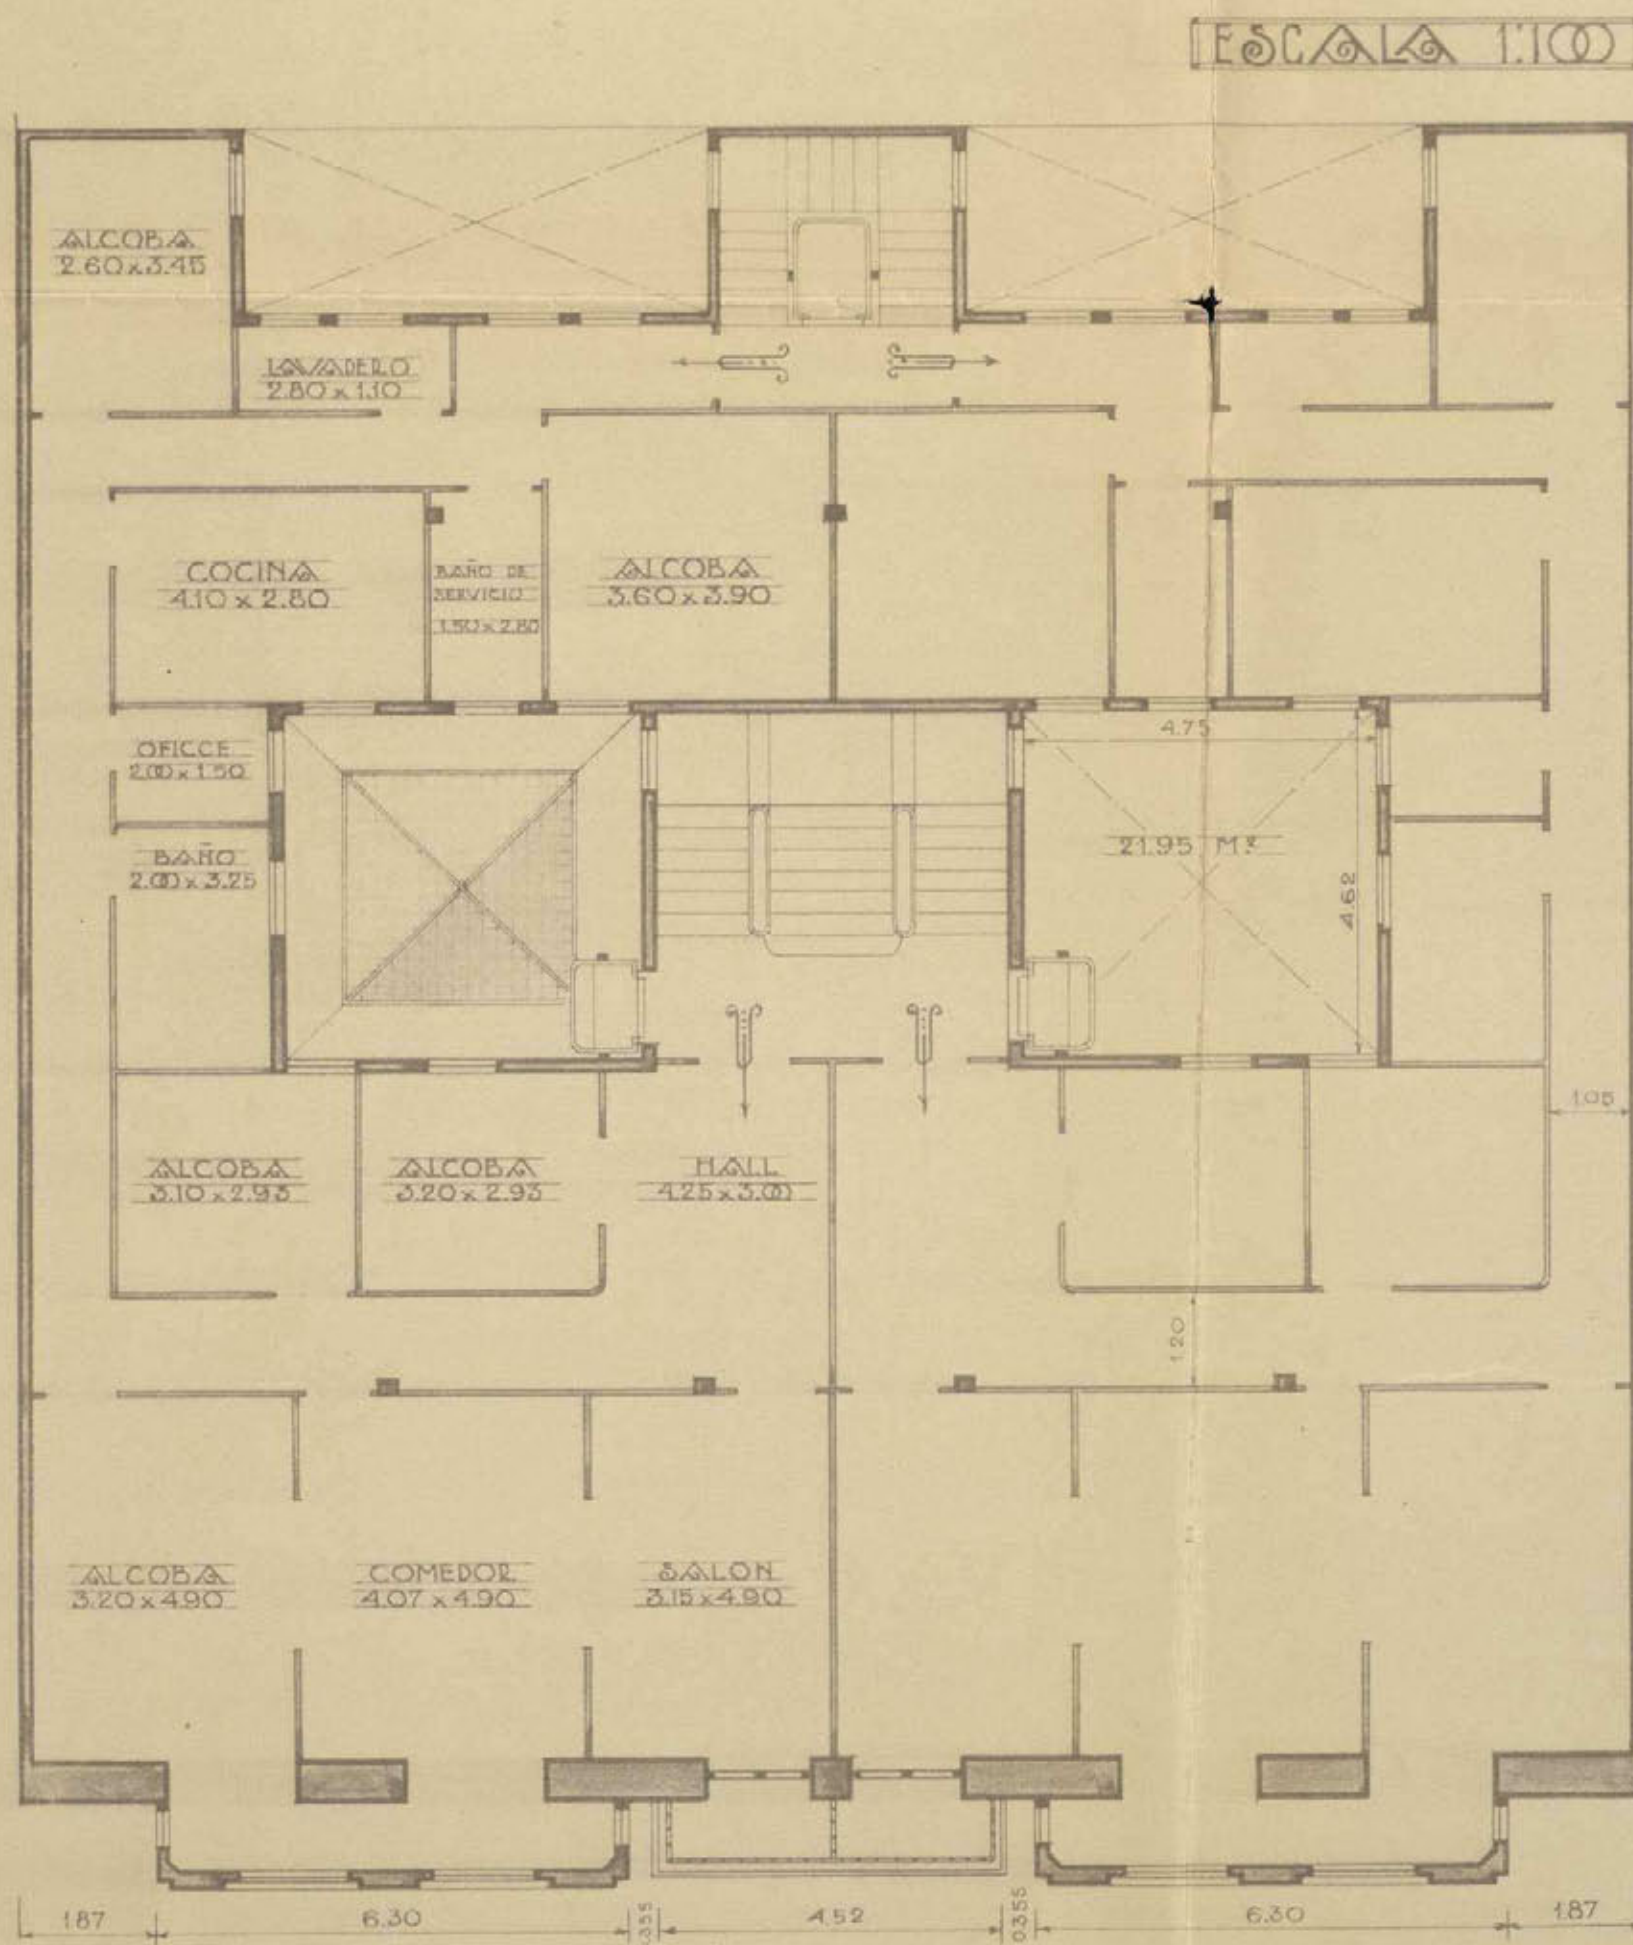 ESCALA 1:100
ALCOBA
2.60 x 3.45
LAVADERO
2.80 x 1.10
COCINA
4.10 x 2.80
BAÑO DE
SERVICIO
1.50 x 2.80
ALCOBA
3.60 x 3.90
OFICCE
2.00 x 1.50
4.75
21.95 M²
4.62
BAÑO
2.00 x 3.25
1.05
ALCOBA
3.10 x 2.93
ALCOBA
3.20 x 2.93
HALL
4.25 x 3.00
1.20
ALCOBA
3.20 x 4.90
COMEDOR
4.07 x 4.90
SALON
3.15 x 4.90
1.87
6.30
0.355
4.52
0.355
6.30
1.87